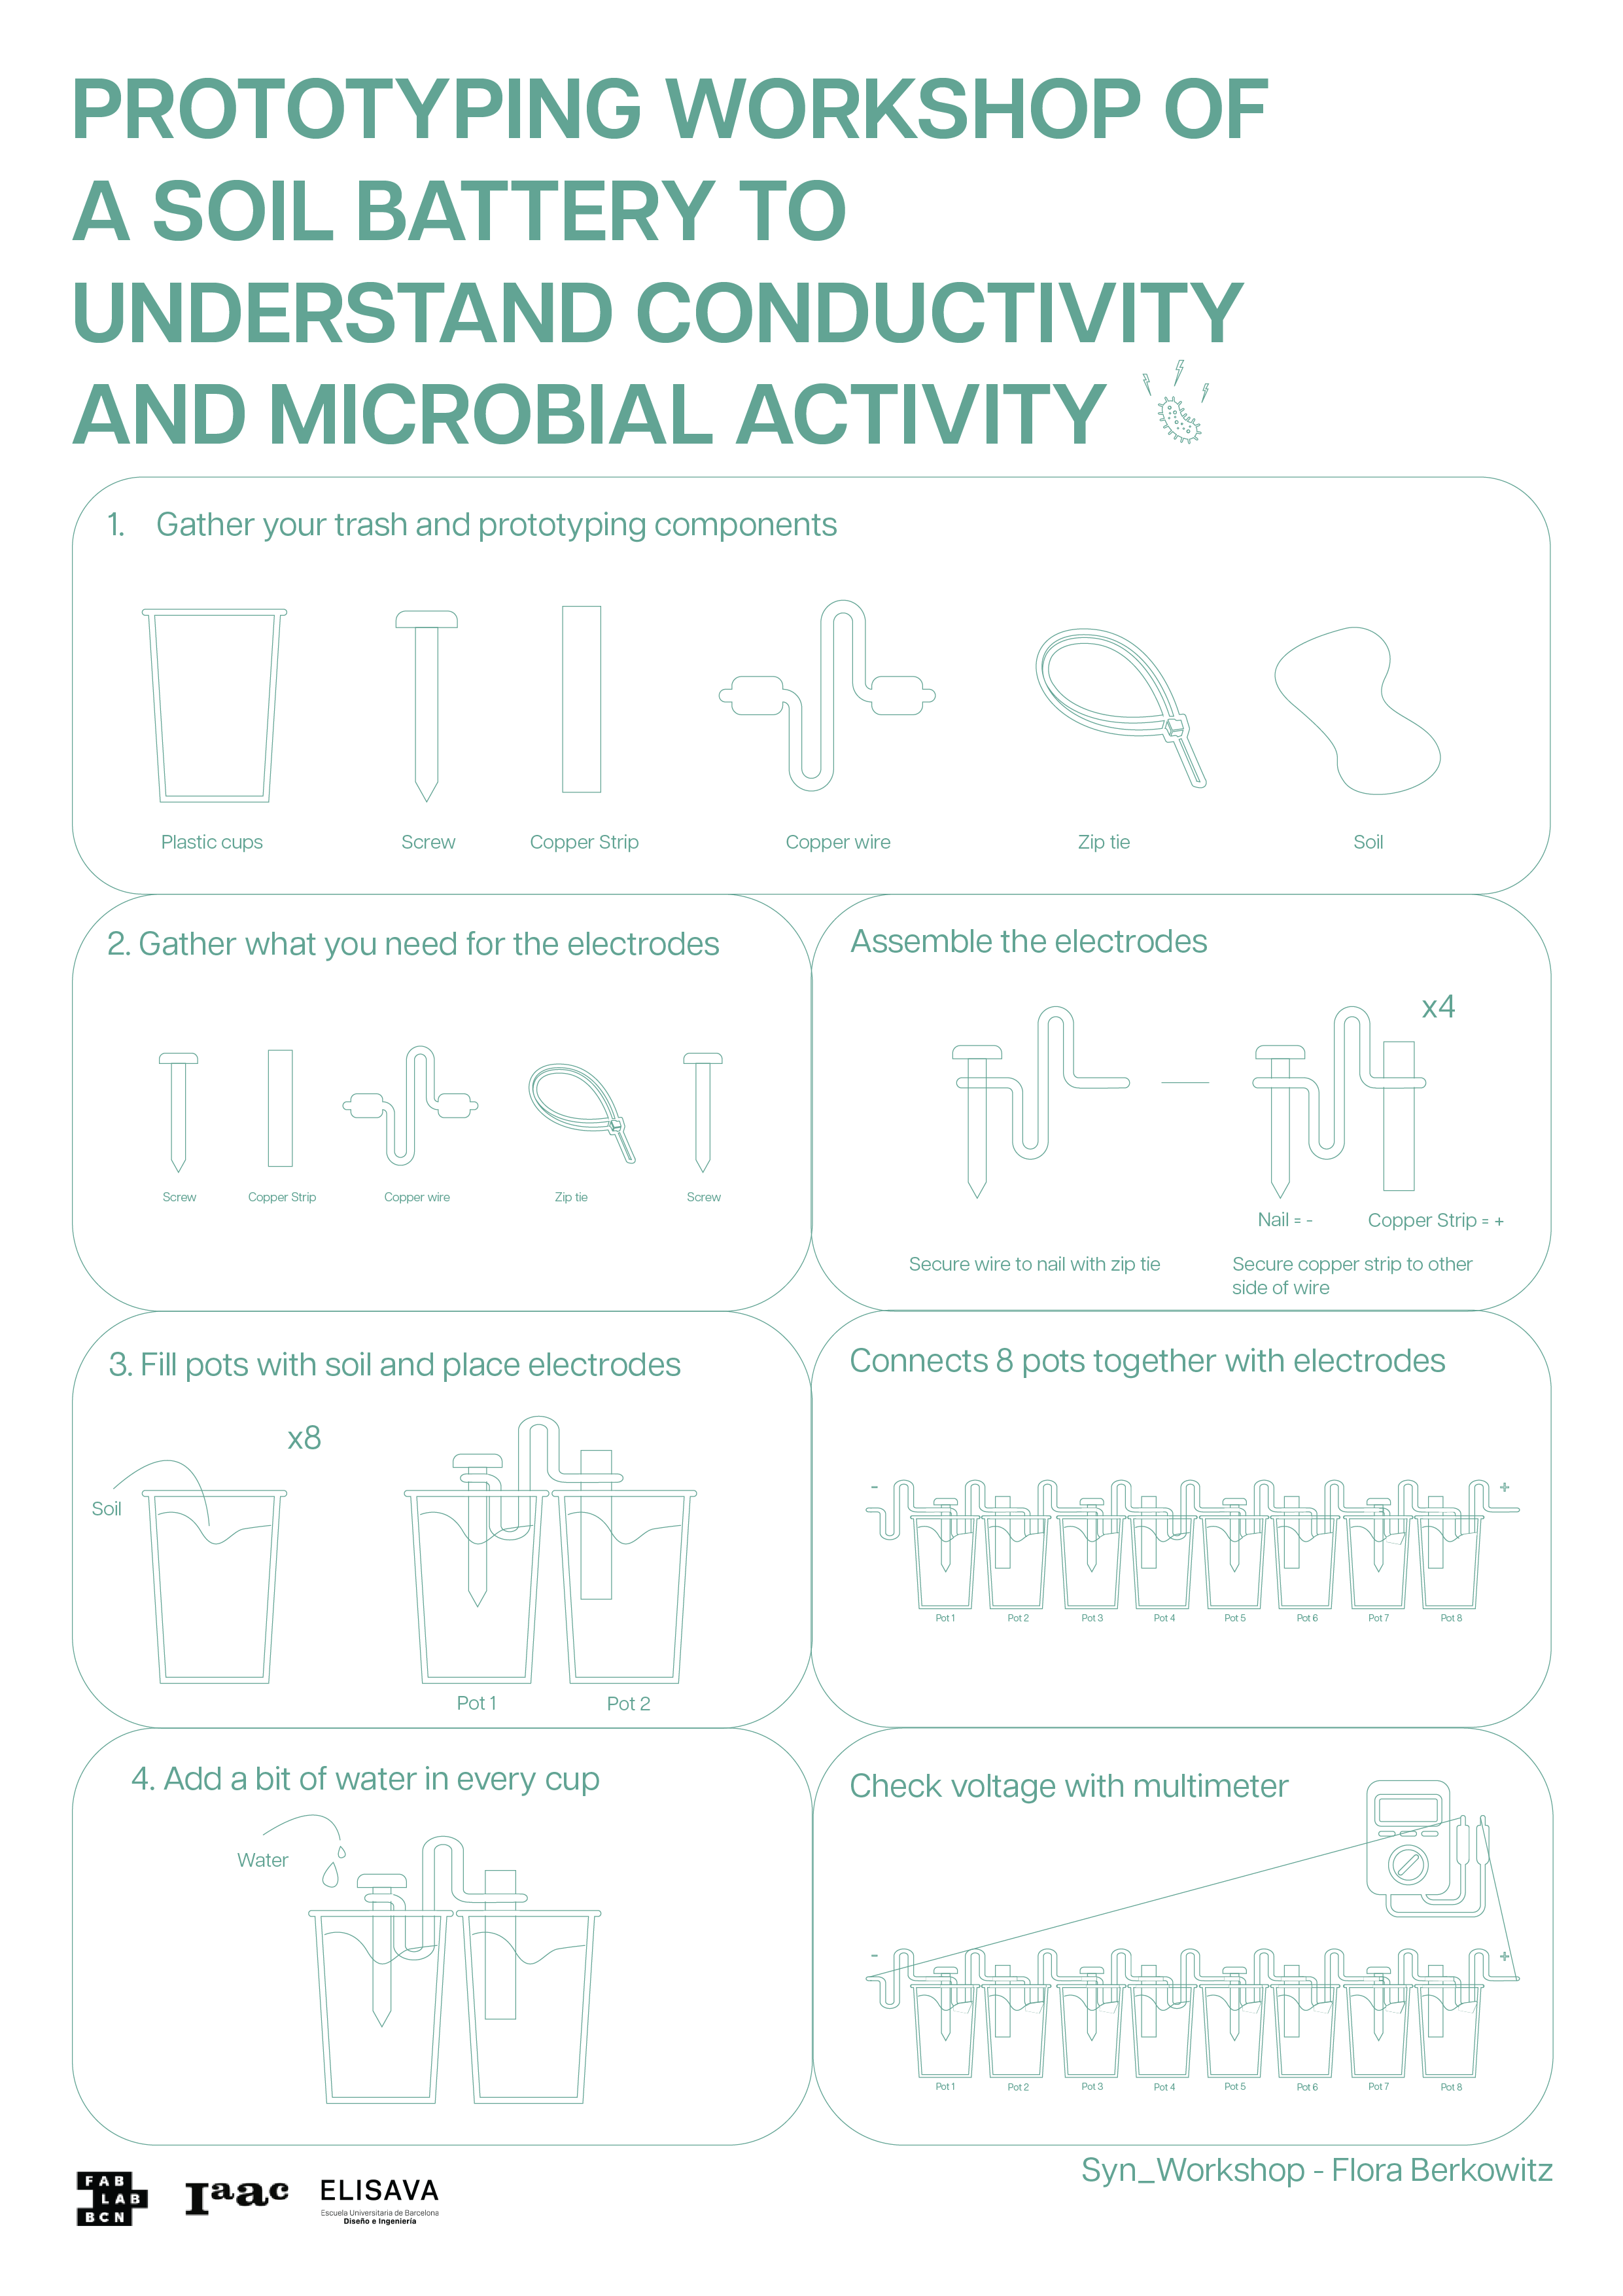 PROTOTYPING WORKSHOP OF
A SOIL BATTERY TO
UNDERSTAND CONDUCTIVITY
AND MICROBIAL ACTIVITY
1. Gather your trash and prototyping components
Plastic cups
Screw
Copper Strip
Copper wire
Zip tie
Soil
2. Gather what you need for the electrodes
Screw
Copper Strip
Copper wire
Zip tie
Screw
Assemble the electrodes
x4
Nail = -
Copper Strip = +
Secure wire to nail with zip tie
Secure copper strip to other
side of wire
3. Fill pots with soil and place electrodes
x8
Soil
Pot 1
Pot 2
Connects 8 pots together with electrodes
-
+
Pot 1
Pot 2
Pot 3
Pot 4
Pot 5
Pot 6
Pot 7
Pot 8
4. Add a bit of water in every cup
Water
Check voltage with multimeter
-
+
Pot 1
Pot 2
Pot 3
Pot 4
Pot 5
Pot 6
Pot 7
Pot 8
Syn_Workshop - Flora Berkowitz
FAB
LAB
BCN
Iaac
ELISAVA
Escuela Universitaria de Barcelona
Diseño e Ingeniería